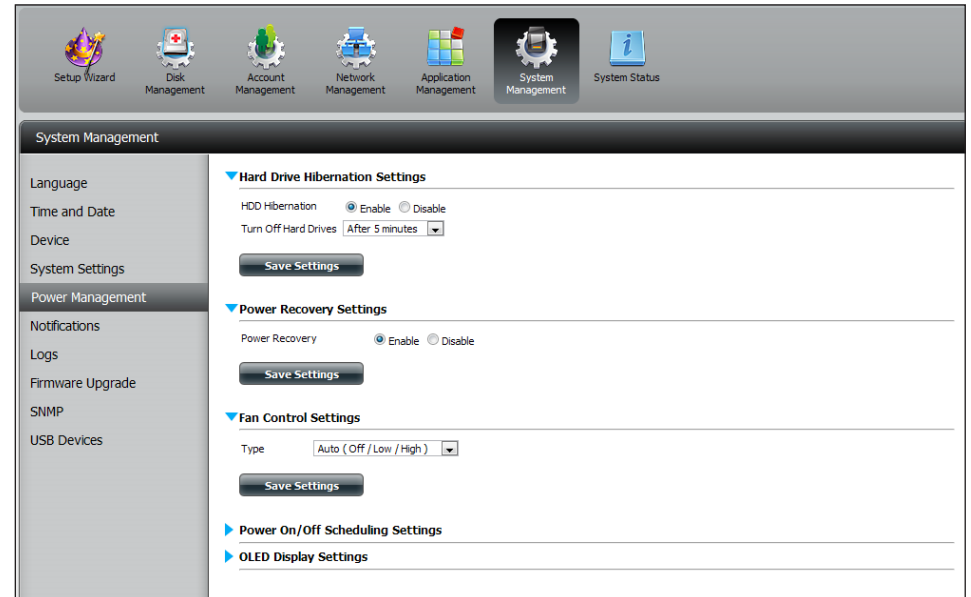 Setup Wizard
Disk Management
Account Management
Network Management
Application Management
System Management
System Status
System Management
Language
Time and Date
Device
System Settings
Power Management
Notifications
Logs
Firmware Upgrade
SNMP
USB Devices
Hard Drive Hibernation Settings
HDD Hibernation Enable Disable
Turn Off Hard Drives After 5 minutes
Save Settings
Power Recovery Settings
Power Recovery Enable Disable
Save Settings
Fan Control Settings
Type Auto ( Off / Low / High )
Save Settings
Power On/Off Scheduling Settings
OLED Display Settings